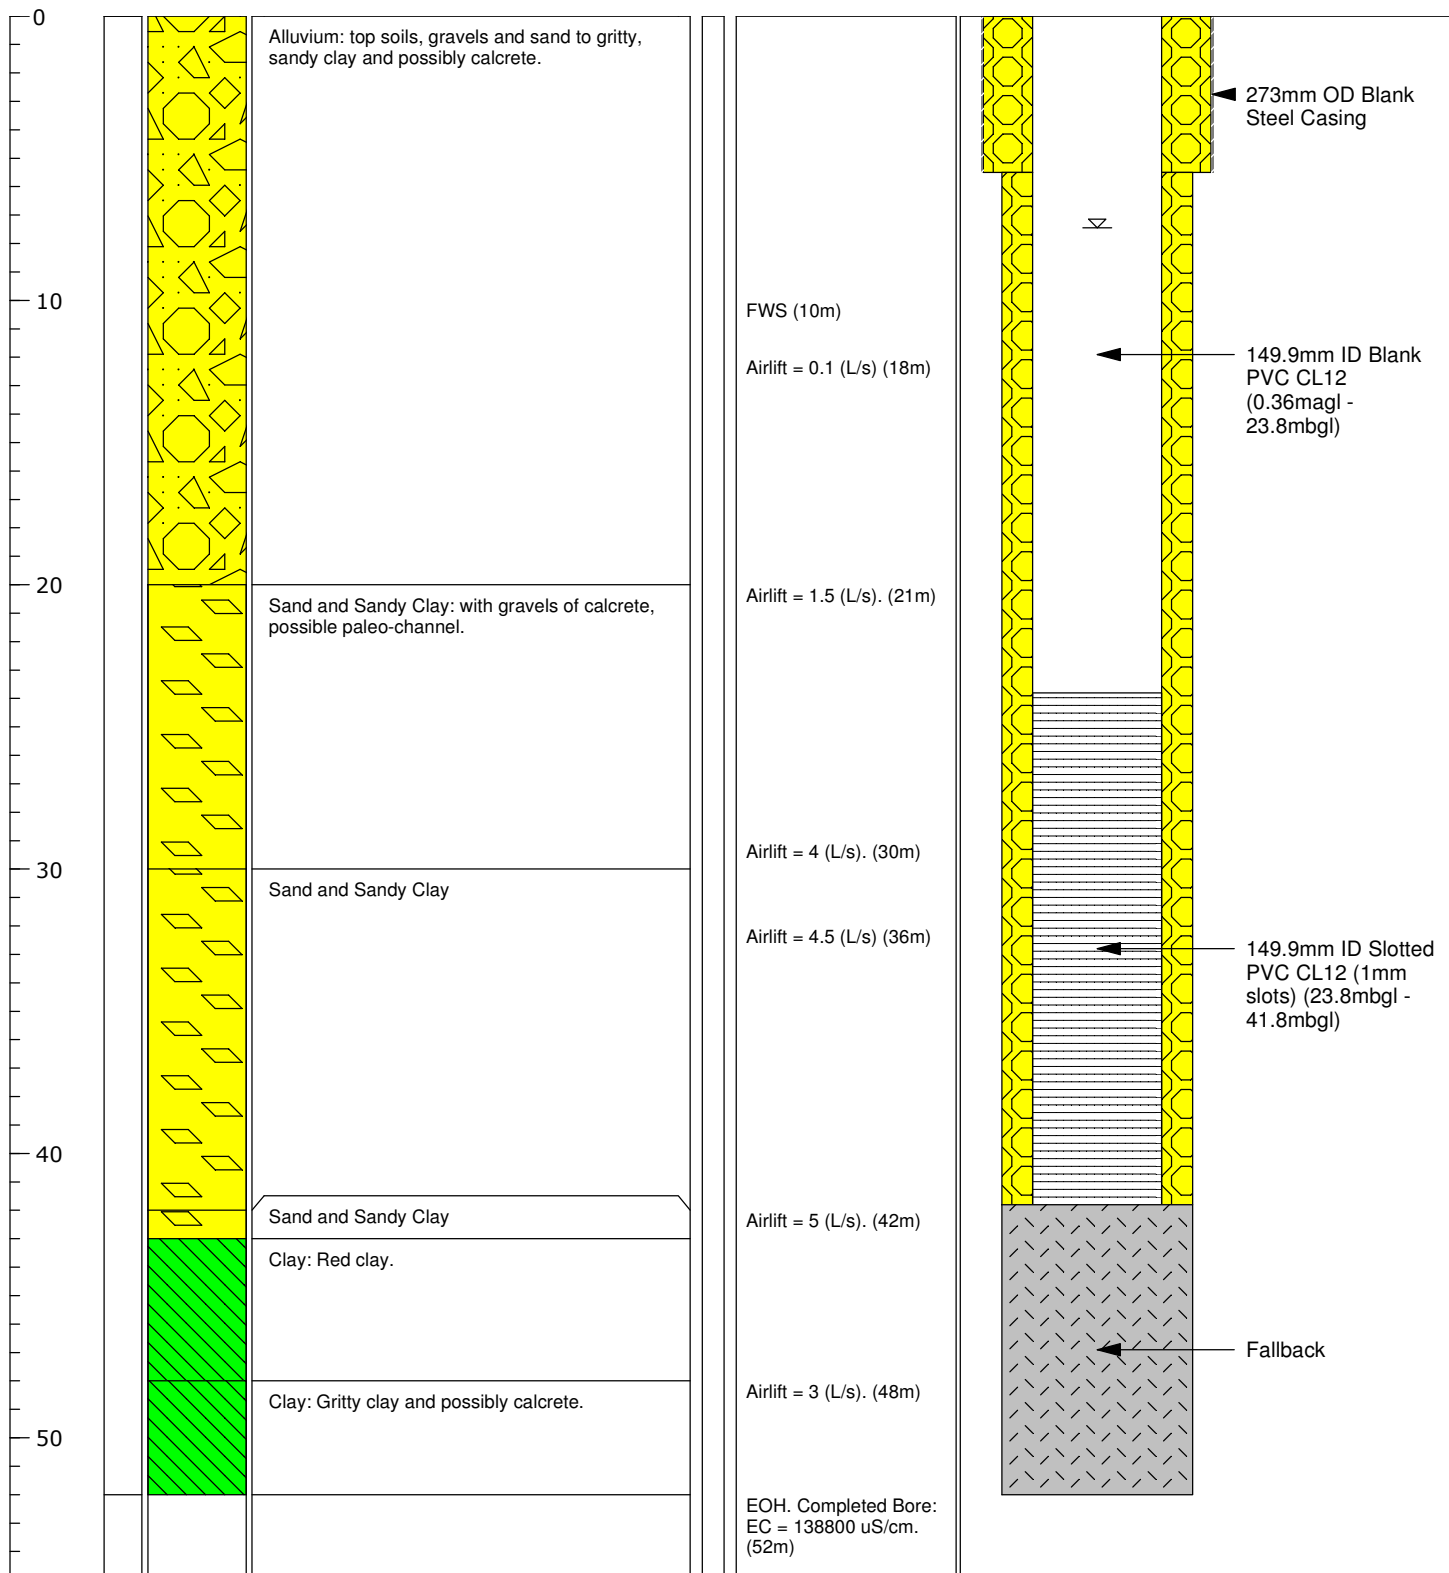 0
Alluvium: top soils, gravels and sand to gritty,
sandy clay and possibly calcrete.
273mm OD Blank
Steel Casing
10
FWS (10m)
Airlift = 0.1 (L/s) (18m)
149.9mm ID Blank
PVC CL12
(0.36magl -
23.8mbgl)
20
Sand and Sandy Clay: with gravels of calcrete,
possible paleo-channel.
Airlift = 1.5 (L/s). (21m)
30
Sand and Sandy Clay
Airlift = 4 (L/s). (30m)
Airlift = 4.5 (L/s) (36m)
149.9mm ID Slotted
PVC CL12 (1mm
slots) (23.8mbgl -
41.8mbgl)
40
Sand and Sandy Clay
Airlift = 5 (L/s). (42m)
Clay: Red clay.
Fallback
Clay: Gritty clay and possibly calcrete.
Airlift = 3 (L/s). (48m)
50
EOH. Completed Bore:
EC = 138800 uS/cm.
(52m)